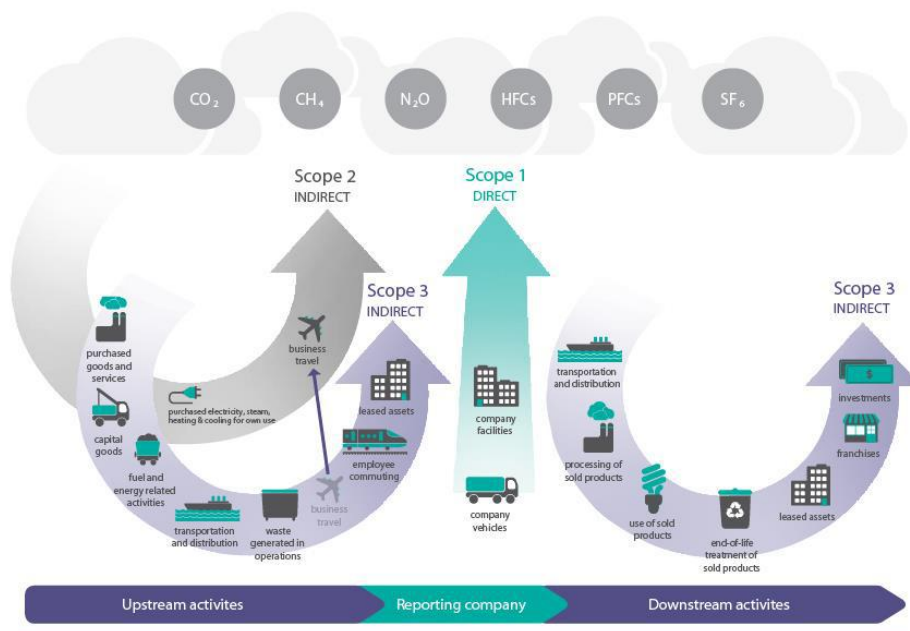 CO₂
CH₄
N₂O
HFCs
PFCs
SF₆
Scope 2
INDIRECT
Scope 1
DIRECT
Scope 3
INDIRECT
Scope 3
INDIRECT
purchased
goods and
services
capital
goods
fuel and
energy related
activities
transportation
and distribution
waste
generated in
operations
business
travel
purchased electricity, steam,
heating & cooling for own use
business
travel
employee
commuting
leased assets
company
facilities
company
vehicles
transportation
and distribution
processing of
sold products
use of sold
products
end-of-life
treatment of
sold products
leased assets
franchises
investments
$
Upstream activites
Reporting company
Downstream activites